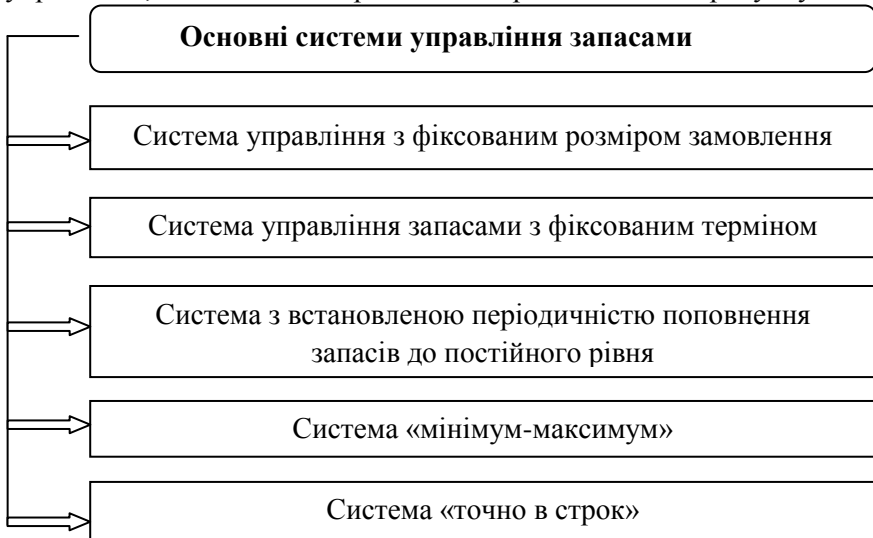 Основні системи управління запасами
Система управління з фіксованим розміром замовлення
Система управління запасами з фіксованим терміном
Система з встановленою періодичністю поповнення
запасів до постійного рівня
Система «мінімум-максимум»
Система «точно в строк»